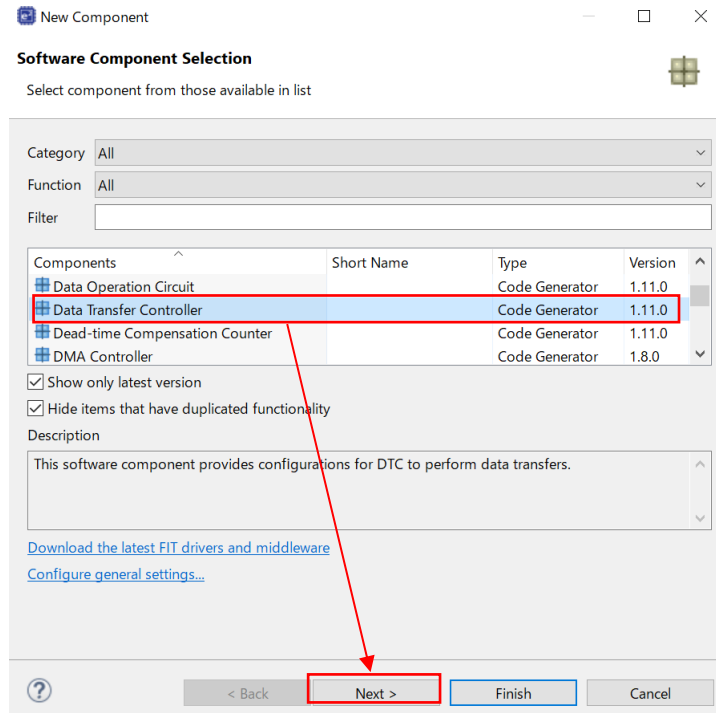 New Component
Software Component Selection
Select component from those available in list
Category All
Function All
Filter
Components Short Name Type Version
Data Operation Circuit Code Generator 1.11.0
Data Transfer Controller Code Generator 1.11.0
Dead-time Compensation Counter Code Generator 1.11.0
DMA Controller Code Generator 1.8.0
Show only latest version
Hide items that have duplicated functionality
Description
This software component provides configurations for DTC to perform data transfers.
Download the latest FIT drivers and middleware
Configure general settings...
? < Back Next > Finish Cancel